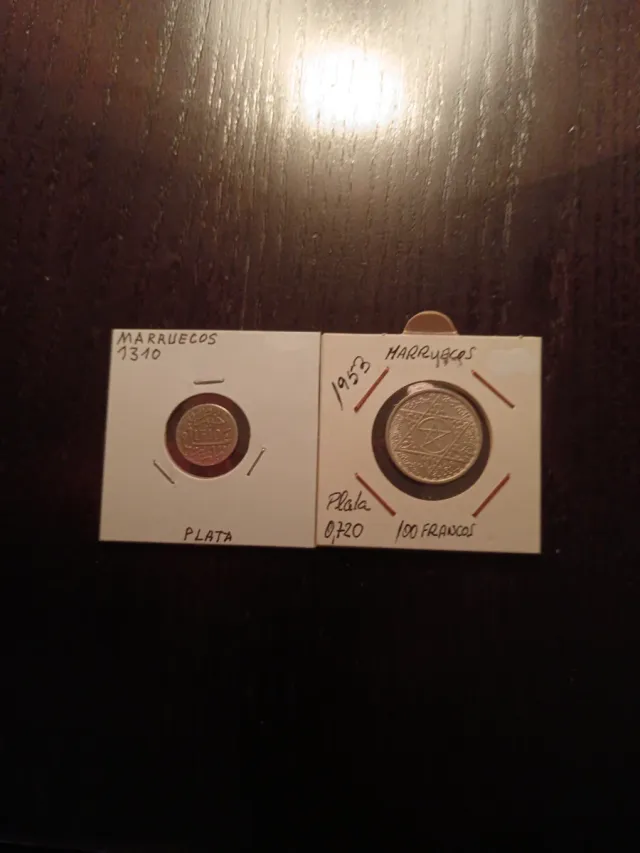 MARRUECOS
1310
PLATA
1953
MARRUECOS
Plata
0,720
100 FRANCOS